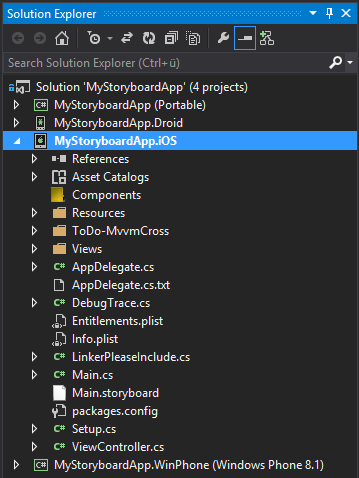 Solution Explorer
Search Solution Explorer (Ctrl+ü)
Solution 'MyStoryboardApp' (4 projects)
C# MyStoryboardApp (Portable)
MyStoryboardApp.Droid
MyStoryboardApp.iOS
References
Asset Catalogs
Components
Resources
ToDo-MvvmCross
Views
C# AppDelegate.cs
AppDelegate.cs.txt
C# DebugTrace.cs
Entitlements.plist
Info.plist
C# LinkerPleaseInclude.cs
C# Main.cs
Main.storyboard
packages.config
C# Setup.cs
C# ViewController.cs
C# MyStoryboardApp.WinPhone (Windows Phone 8.1)